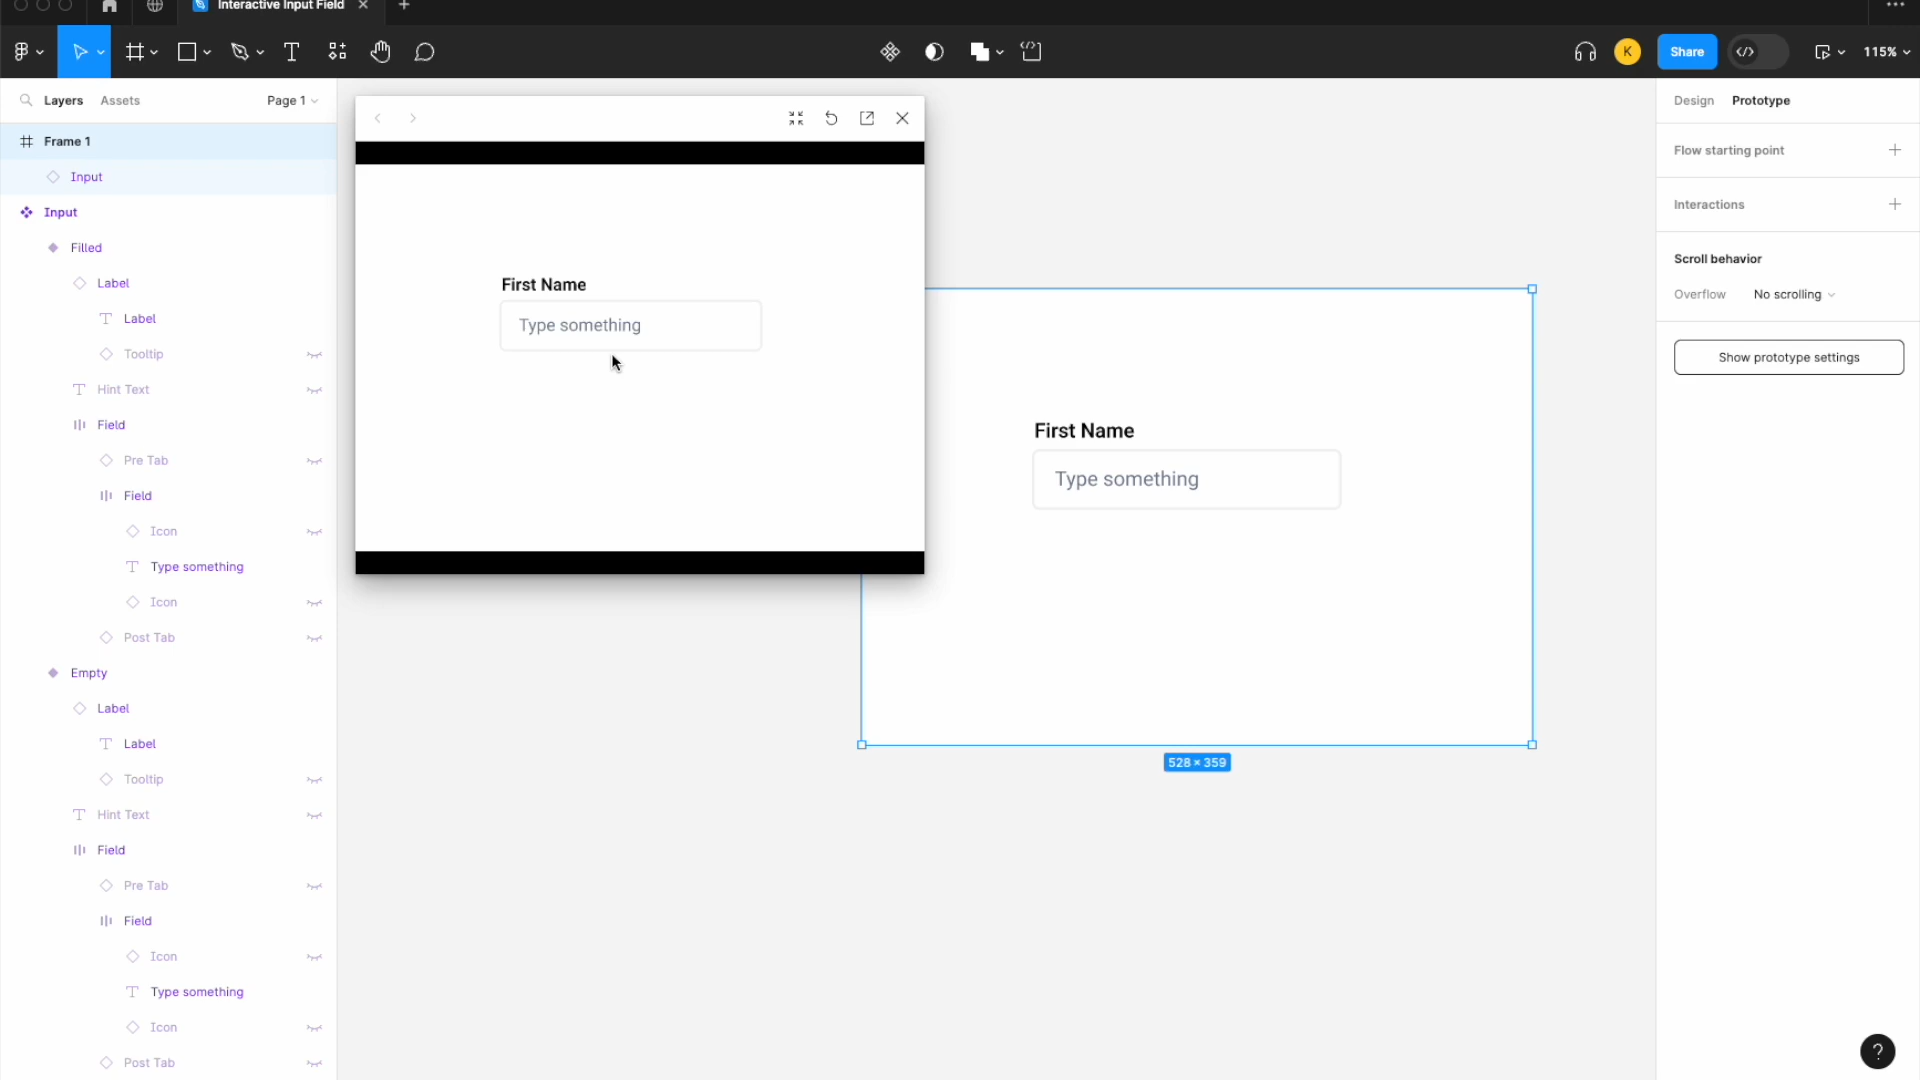 Interactive Input Field
K
Share
115%
Layers
Assets
Page 1
Frame 1
Input
Input
Filled
Label
Label
Tooltip
Hint Text
Field
Pre Tab
Field
Icon
Type something
Icon
Post Tab
Empty
Label
Label
Tooltip
Hint Text
Field
Pre Tab
Field
Icon
Type something
Icon
Post Tab
First Name
Type something
First Name
Type something
528 × 359
Design
Prototype
Flow starting point
Interactions
Scroll behavior
Overflow
No scrolling
Show prototype settings
?